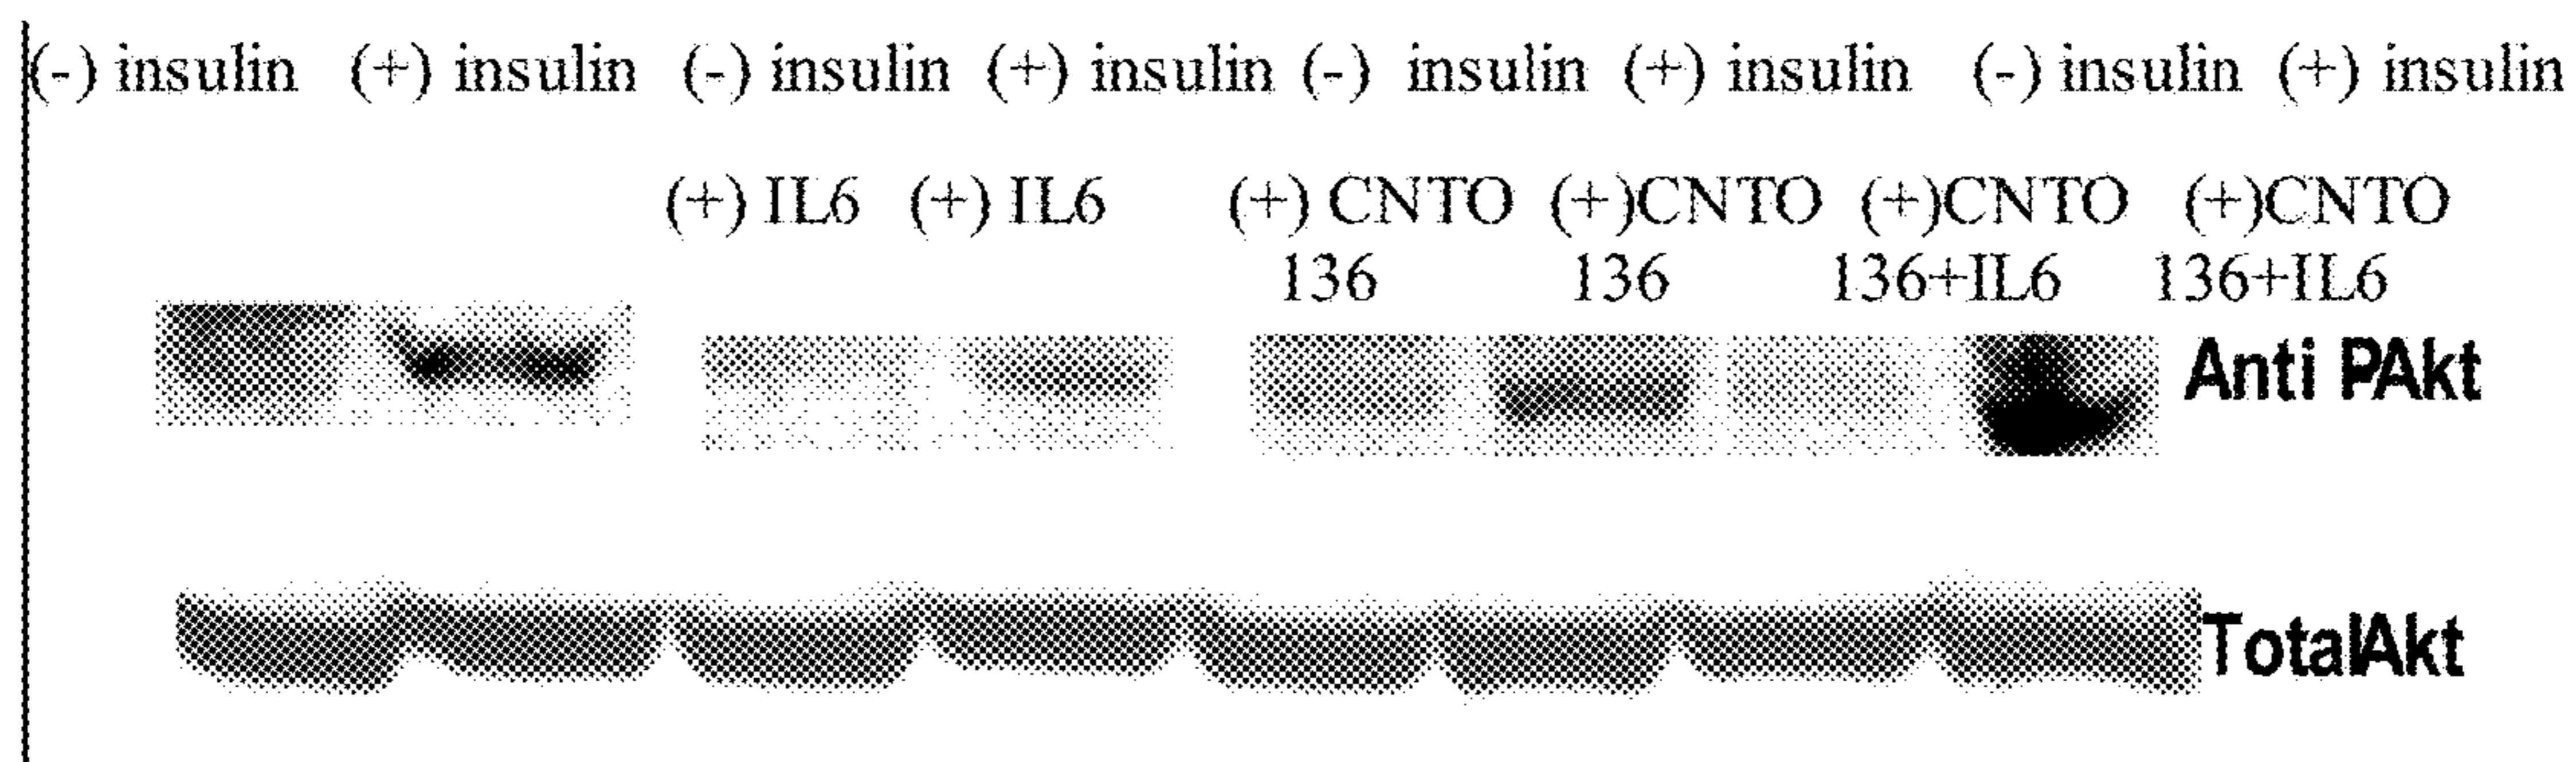 (-) insulin (+) insulin (-) insulin (+) insulin (-) insulin (+) insulin (-) insulin (+) insulin
(+) IL6 (+) IL6 (+) CNTO (+)CNTO (+)CNTO (+)CNTO
136 136 136+IL6 136+IL6
Anti PAkt
TotalAkt